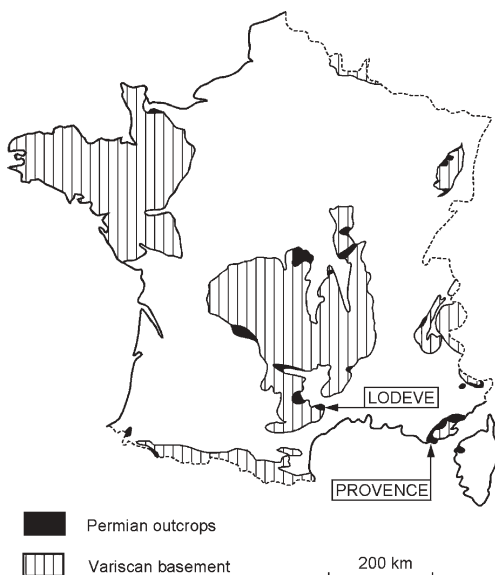 LODEVE
PROVENCE
Permian outcrops
Variscan basement
200 km